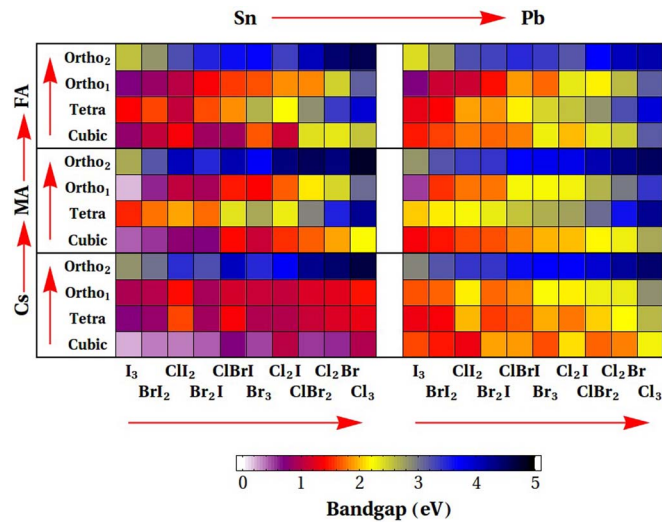 Sn Pb
FA
Ortho₂
Ortho₁
Tetra
Cubic
MA
Ortho₂
Ortho₁
Tetra
Cubic
Cs
Ortho₂
Ortho₁
Tetra
Cubic
I₃ ClI₂ ClBrI Cl₂I Cl₂Br I₃ ClI₂ ClBrI Cl₂I Cl₂Br
BrI₂ Br₂I Br₃ ClBr₂ Cl₃ BrI₂ Br₂I Br₃ ClBr₂ Cl₃
0 1 2 3 4 5
Bandgap (eV)